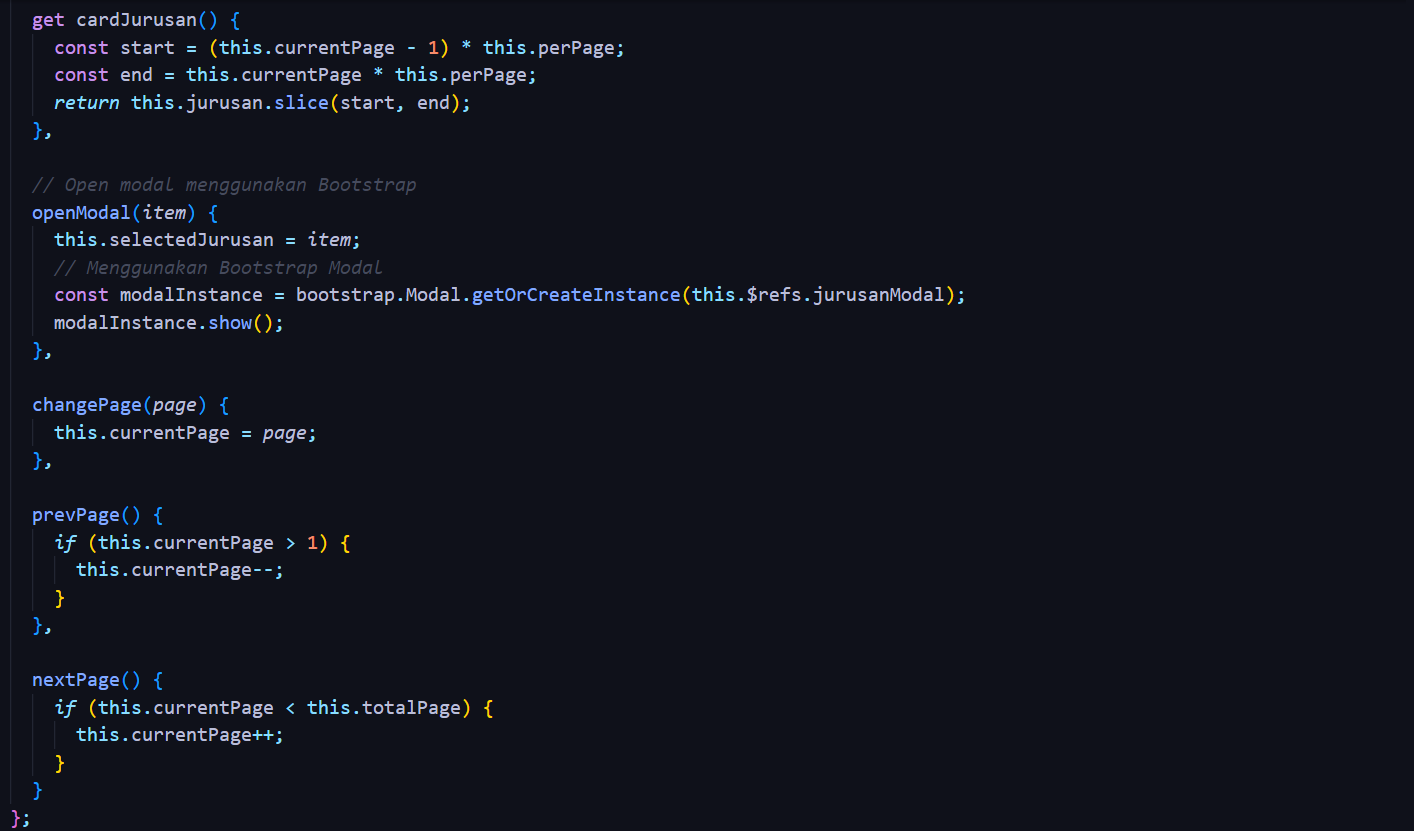 get cardJurusan() {
const start = (this.currentPage - 1) * this.perPage;
const end = this.currentPage * this.perPage;
return this.jurusan.slice(start, end);
},
// Open modal menggunakan Bootstrap
openModal(item) {
this.selectedJurusan = item;
// Menggunakan Bootstrap Modal
const modalInstance = bootstrap.Modal.getOrCreateInstance(this.$refs.jurusanModal);
modalInstance.show();
},
changePage(page) {
this.currentPage = page;
},
prevPage() {
if (this.currentPage > 1) {
this.currentPage--;
}
},
nextPage() {
if (this.currentPage < this.totalPage) {
this.currentPage++;
}
}
};